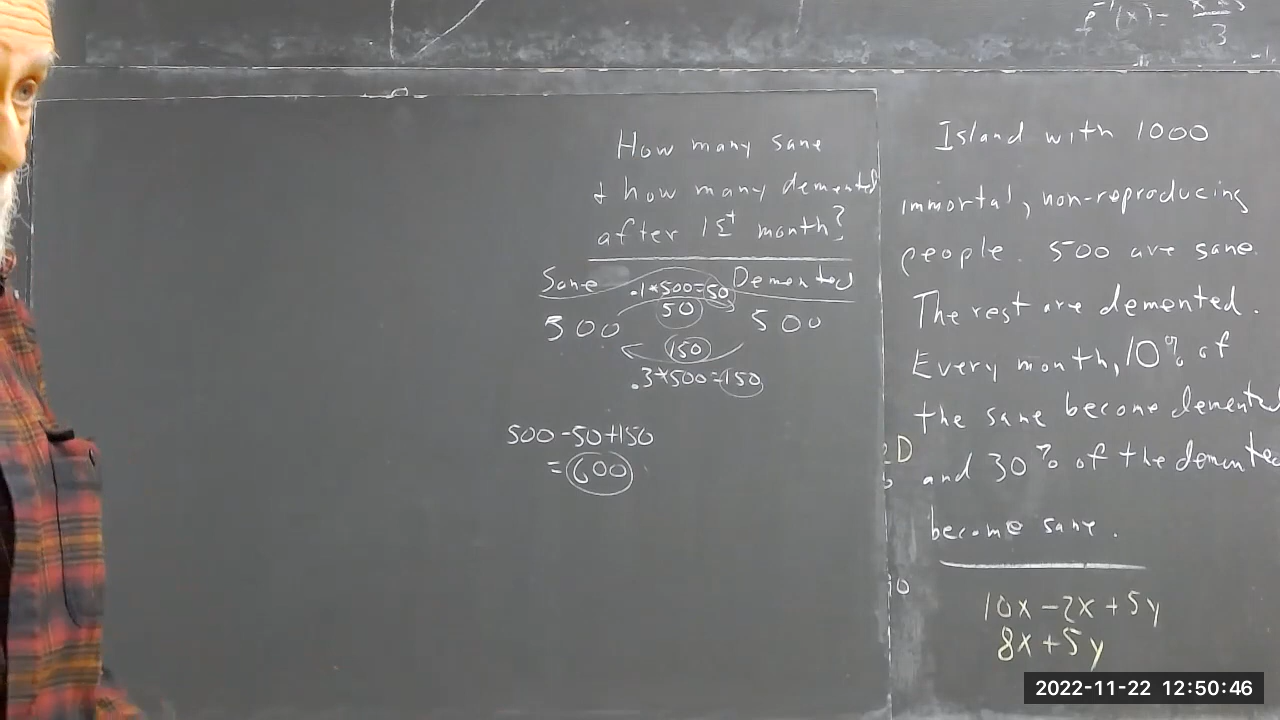 f⁻¹(x) =
3
How many sane
+ how many demented
after 1st month?
Sane Demented
.1*500=50
50
500 500
150
.3*500=150
500-50+150
=600
Island with 1000
immortal, non-reproducing
people. 500 are sane.
The rest are demented.
Every month, 10% of
the sane become demented
D
and 30% of the demented
become sane.
10x-2x+5y
8x+5y
2022-11-22 12:50:46